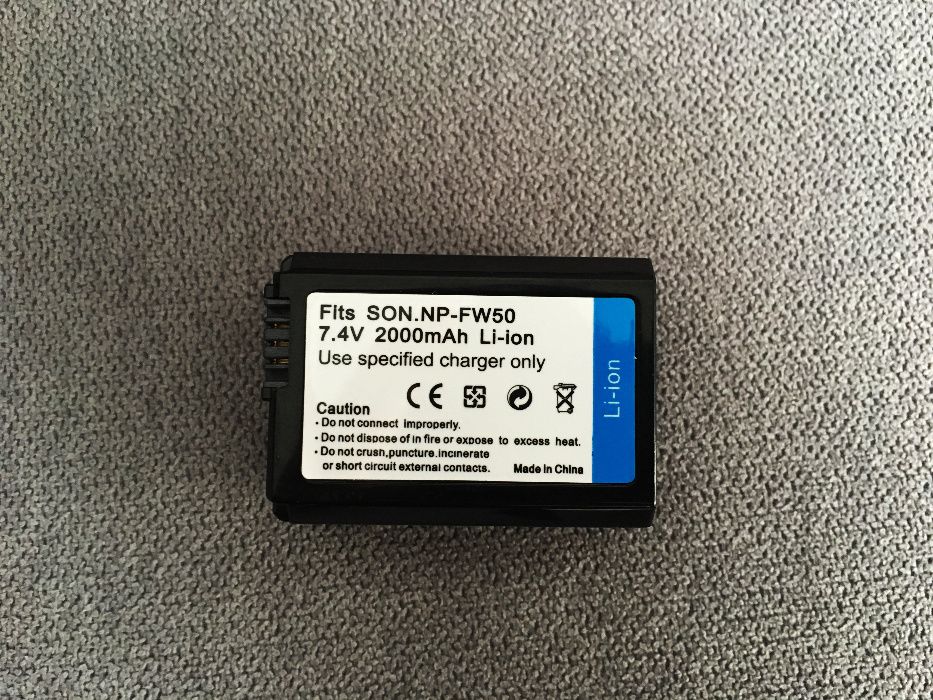 Fits SON.NP-FW50
7.4V 2000mAh Li-ion
Use specified charger only
CE
Caution
• Do not connect improperly.
• Do not dispose of in fire or expose to excess heat.
• Do not crush,puncture,incinerate
or short circuit external contacts. Made in China
Li-ion